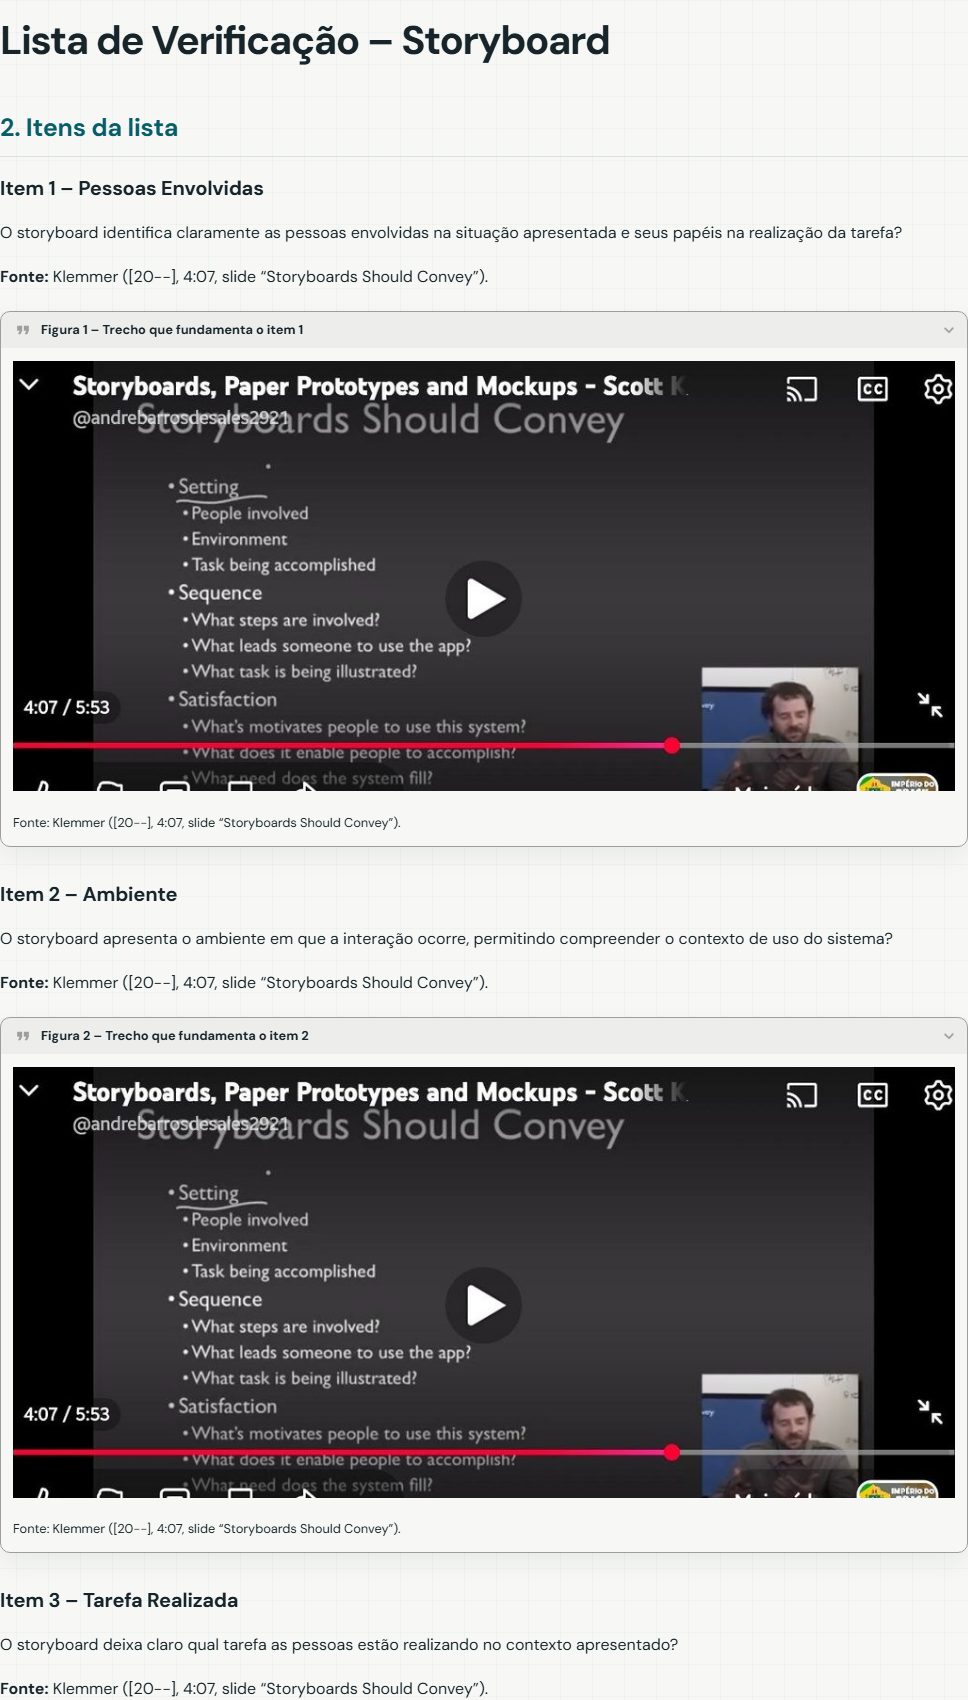 Lista de Verificação – Storyboard
2. Itens da lista
Item 1 – Pessoas Envolvidas
O storyboard identifica claramente as pessoas envolvidas na situação apresentada e seus papéis na realização da tarefa?
Fonte: Klemmer ([20--], 4:07, slide “Storyboards Should Convey”).
Figura 1 – Trecho que fundamenta o item 1
Storyboards, Paper Prototypes and Mockups - Scott K
@andrebarrosdesales2921
Storyboards Should Convey
• Setting
• People involved
• Environment
• Task being accomplished
• Sequence
• What steps are involved?
• What leads someone to use the app?
• What task is being illustrated?
• Satisfaction
4:07 / 5:53
• What's motivates people to use this system?
• What does it enable people to accomplish?
• What need does the system fill?
IMPÉRIO DO
Fonte: Klemmer ([20--], 4:07, slide “Storyboards Should Convey”).
Item 2 – Ambiente
O storyboard apresenta o ambiente em que a interação ocorre, permitindo compreender o contexto de uso do sistema?
Fonte: Klemmer ([20--], 4:07, slide “Storyboards Should Convey”).
Figura 2 – Trecho que fundamenta o item 2
Storyboards, Paper Prototypes and Mockups - Scott K
@andrebarrosdesales2921
Storyboards Should Convey
• Setting
• People involved
• Environment
• Task being accomplished
• Sequence
• What steps are involved?
• What leads someone to use the app?
• What task is being illustrated?
• Satisfaction
4:07 / 5:53
• What's motivates people to use this system?
• What does it enable people to accomplish?
• What need does the system fill?
IMPÉRIO DO
Fonte: Klemmer ([20--], 4:07, slide “Storyboards Should Convey”).
Item 3 – Tarefa Realizada
O storyboard deixa claro qual tarefa as pessoas estão realizando no contexto apresentado?
Fonte: Klemmer ([20--], 4:07, slide “Storyboards Should Convey”).